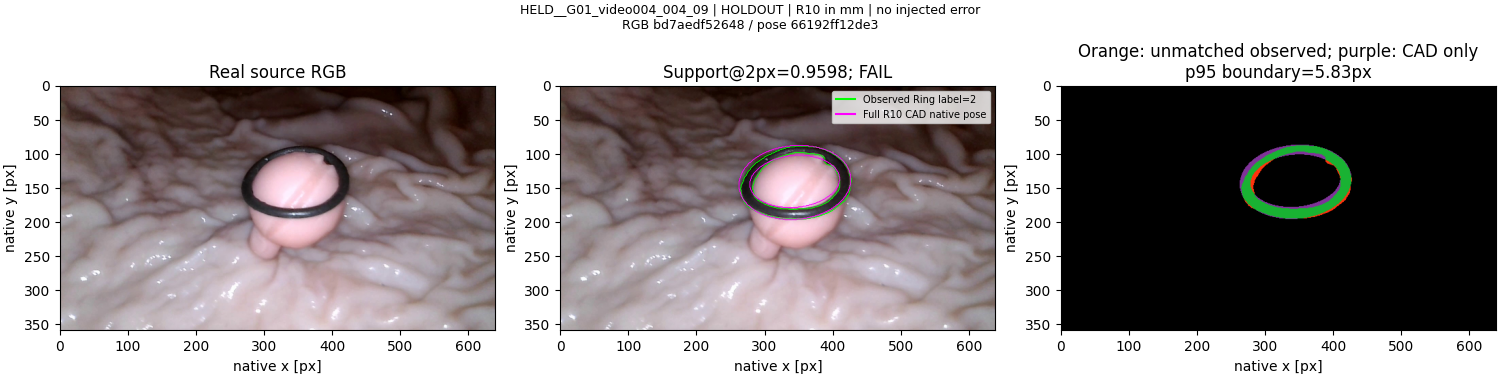 HELD__G01_video004_004_09 | HOLDOUT | R10 in mm | no injected error
RGB bd7aedf52648 / pose 66192ff12de3
Real source RGB
Support@2px=0.9598; FAIL
Orange: unmatched observed; purple: CAD only
p95 boundary=5.83px
Observed Ring label=2
Full R10 CAD native pose
0
50
100
150
200
250
300
350
native y [px]
0 100 200 300 400 500 600
native x [px]
0
50
100
150
200
250
300
350
native y [px]
0 100 200 300 400 500 600
native x [px]
0
50
100
150
200
250
300
350
native y [px]
0 100 200 300 400 500 600
native x [px]